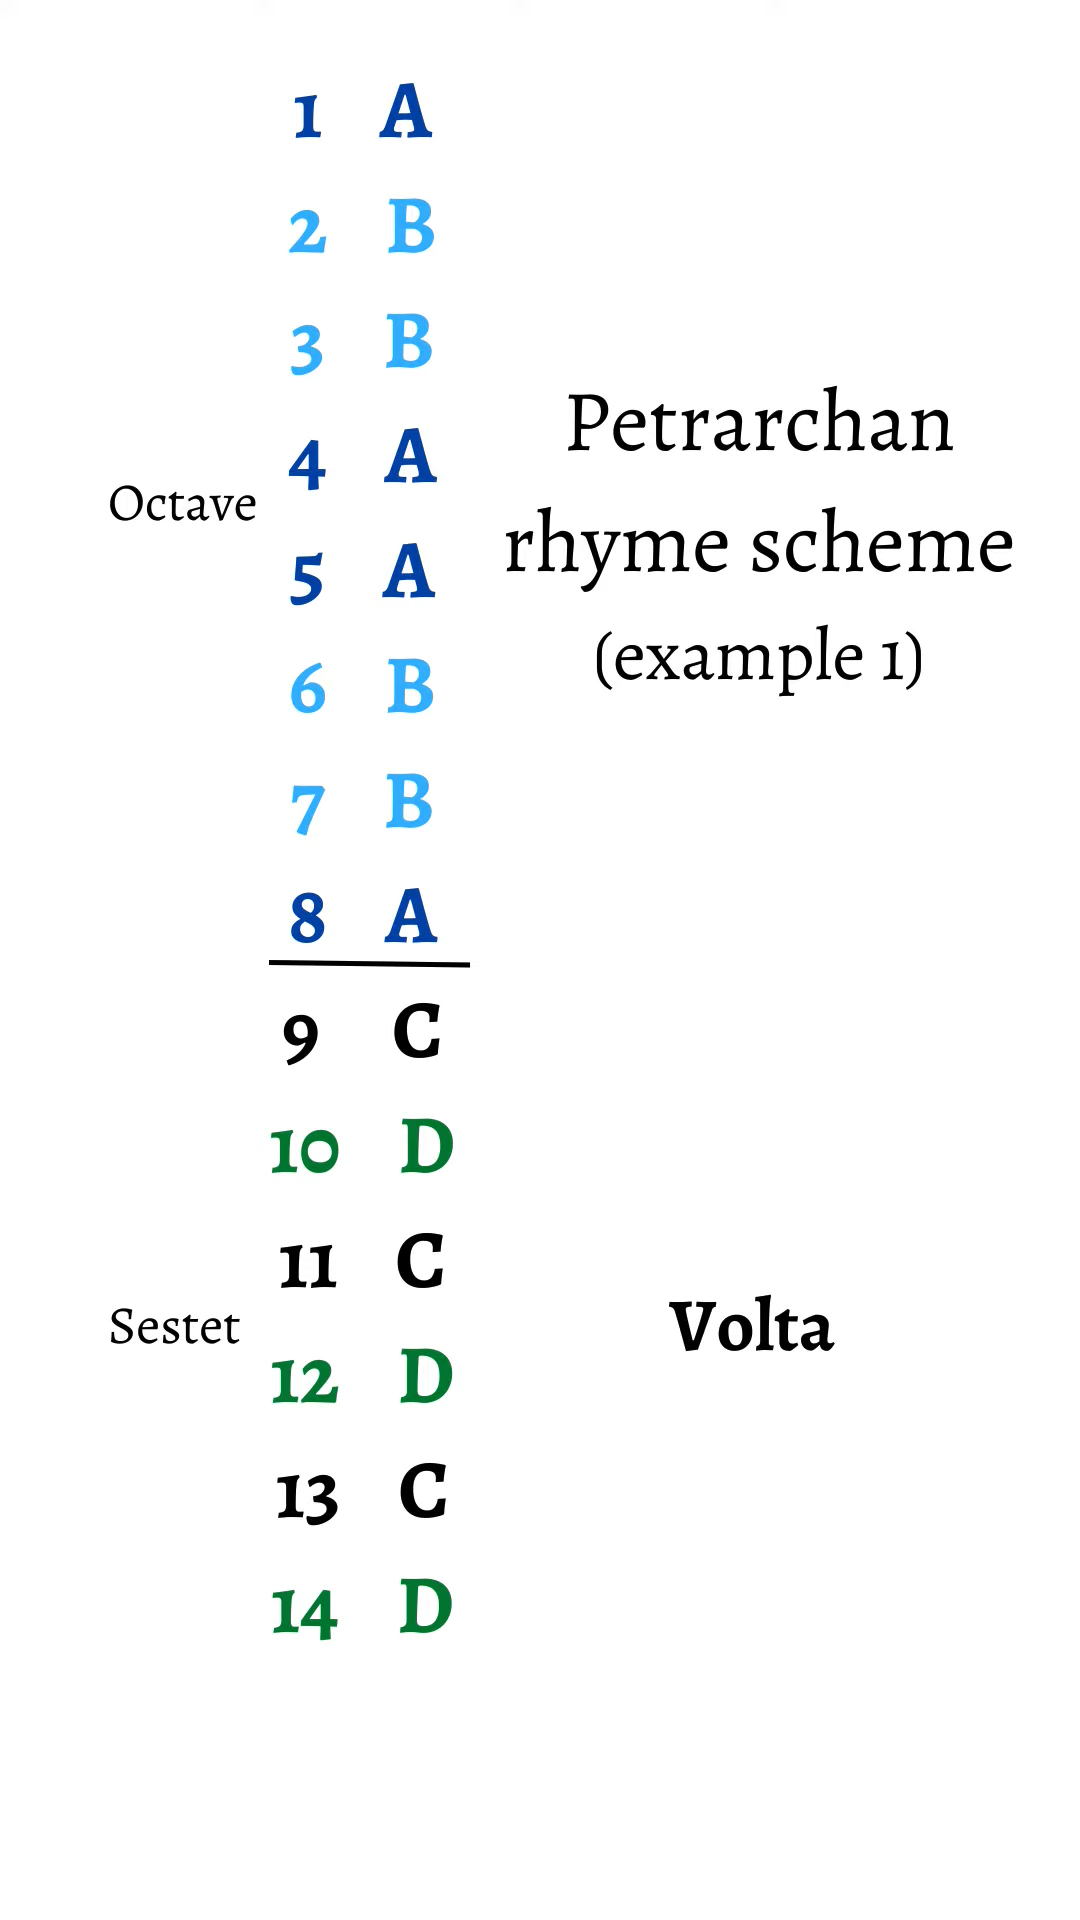 1 A
2 B
3 B
4 A
Octave
5 A
6 B
7 B
8 A
Petrarchan
rhyme scheme
(example 1)
9 C
10 D
11 C
Sestet
12 D
13 C
14 D
Volta